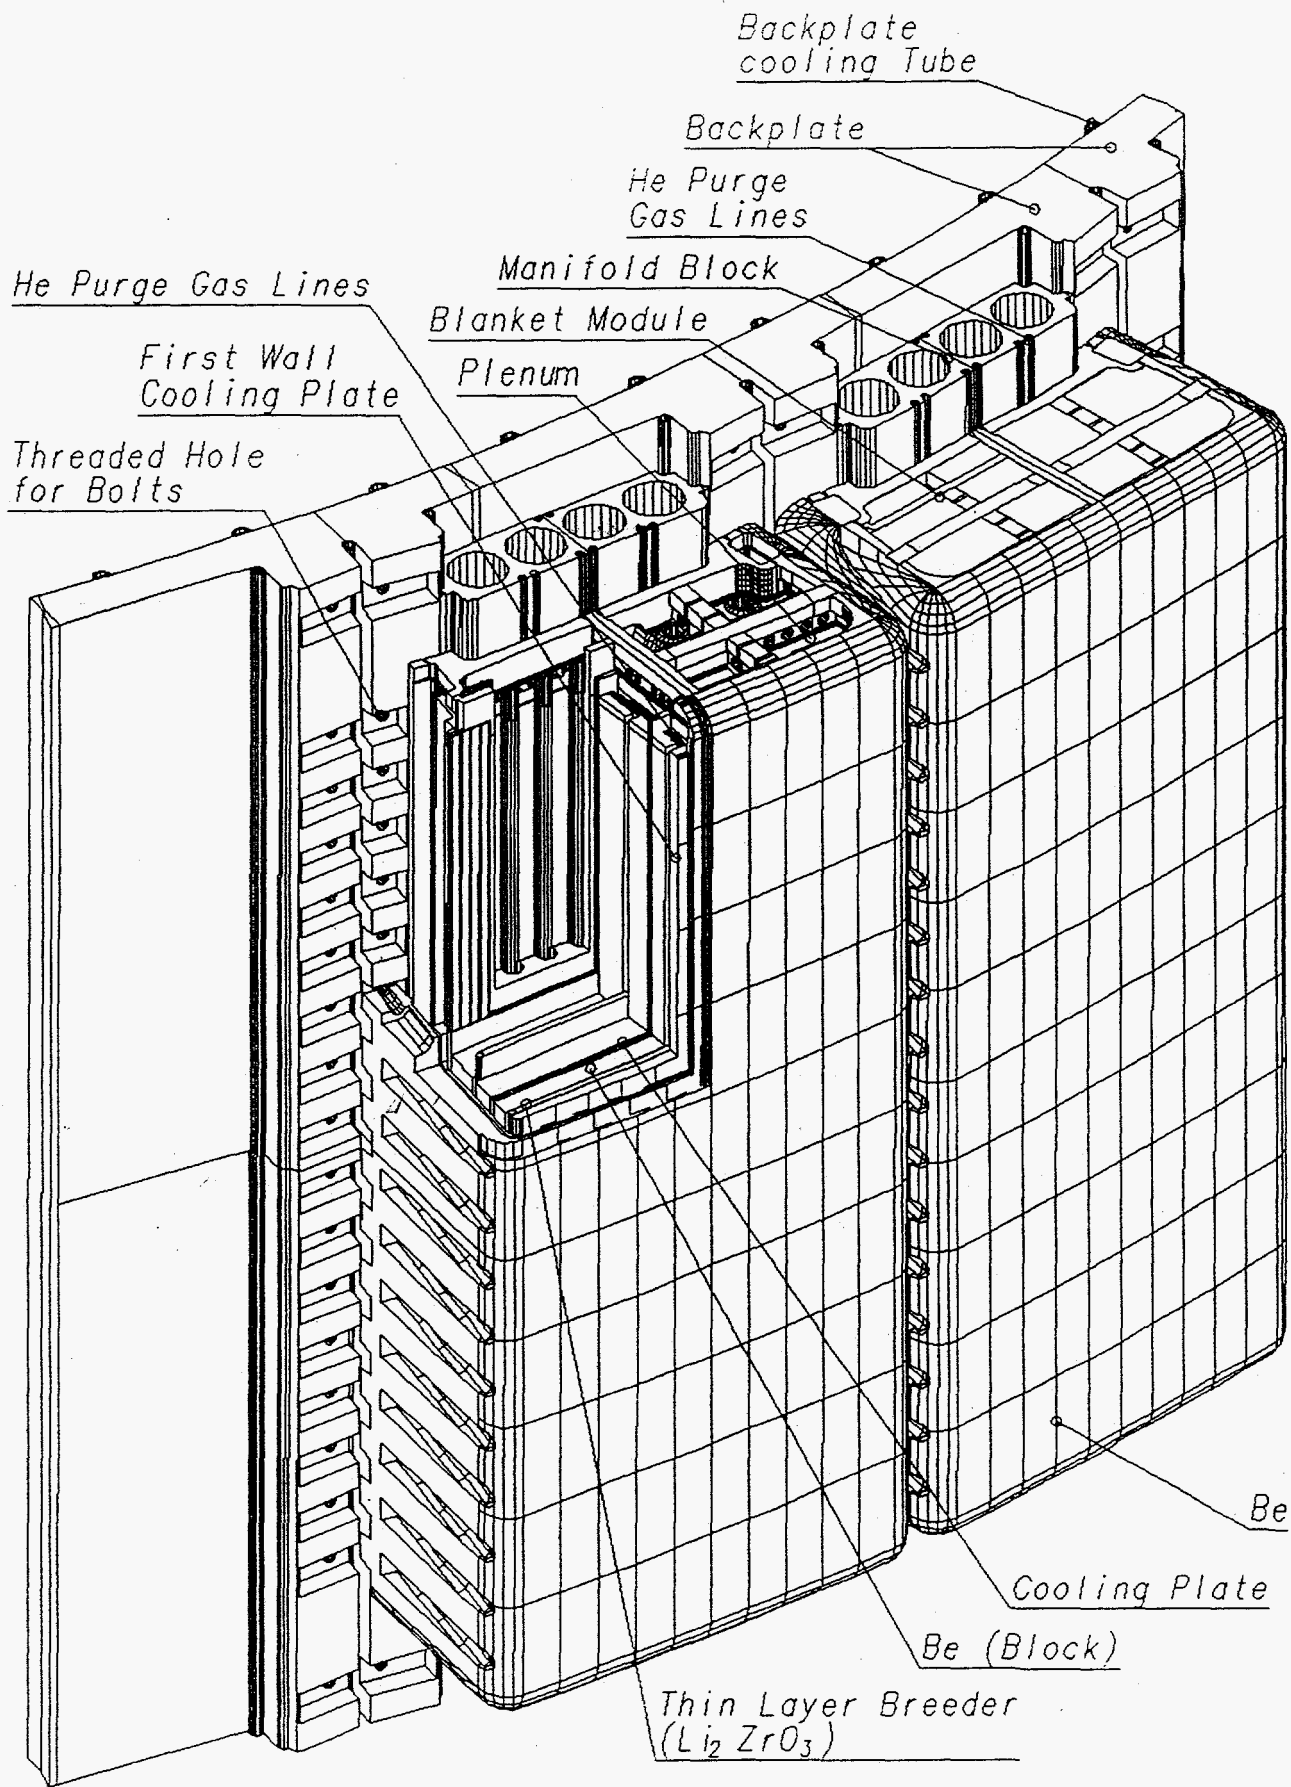 Backplate
cooling Tube
Backplate
He Purge
Gas Lines
Manifold Block
He Purge Gas Lines
Blanket Module
First Wall
Cooling Plate
Plenum
Threaded Hole
for Bolts
Be
Cooling Plate
Be (Block)
Thin Layer Breeder
(Li₂ ZrO₃)